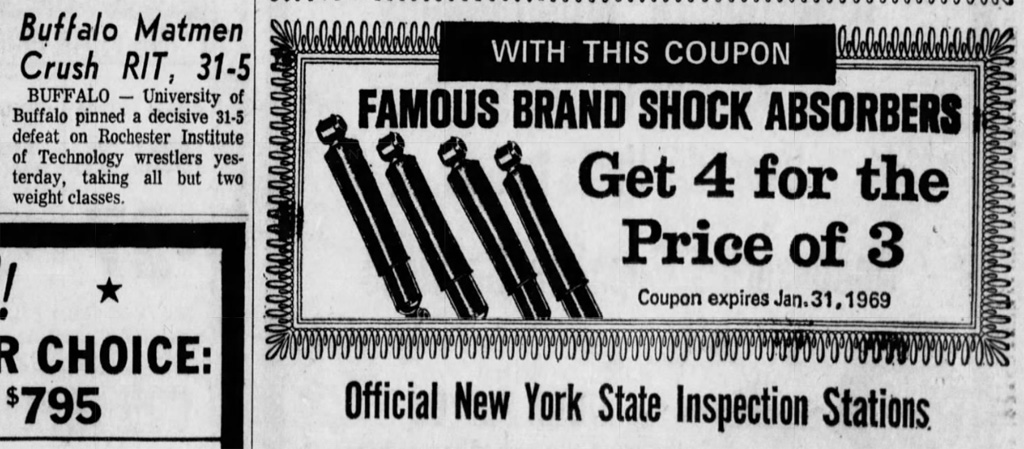 Buffalo Matmen
Crush RIT, 31-5
BUFFALO — University of
Buffalo pinned a decisive 31-5
defeat on Rochester Institute
of Technology wrestlers yes-
terday, taking all but two
weight classes.
!
★
R CHOICE:
$795
WITH THIS COUPON
FAMOUS BRAND SHOCK ABSORBERS
Get 4 for the
Price of 3
Coupon expires Jan. 31, 1969
Official New York State Inspection Stations